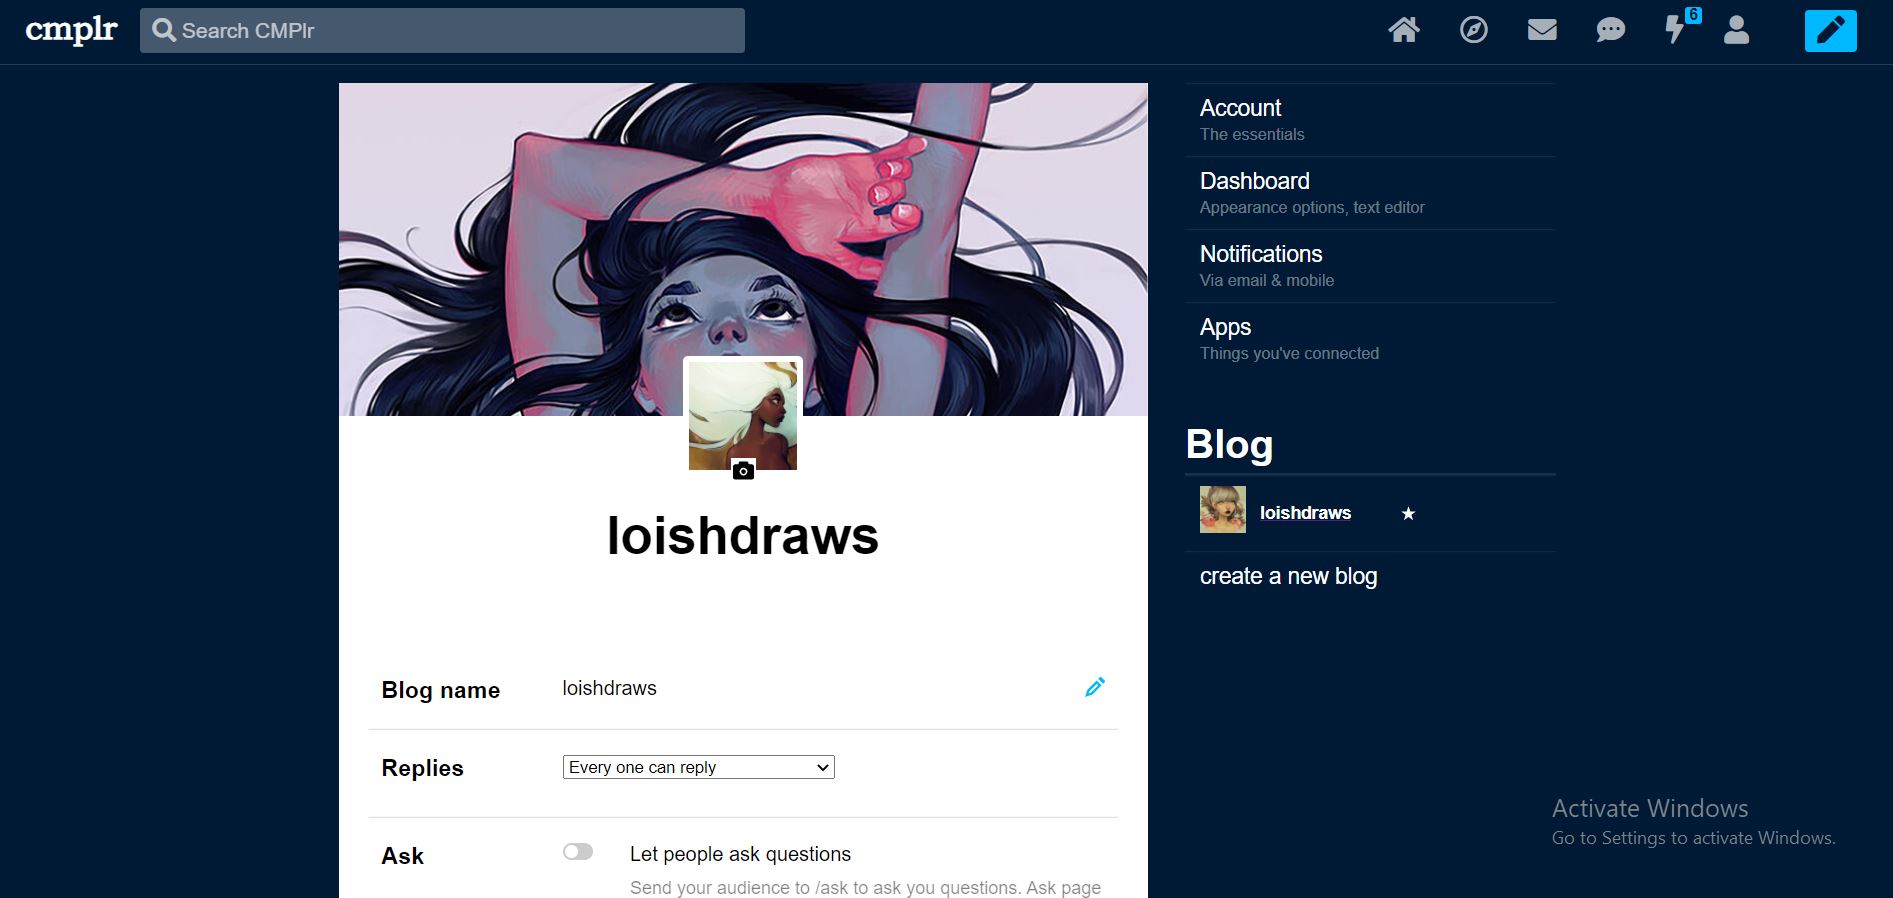 cmplr
Search CMPlr
6
Account
The essentials
Dashboard
Appearance options, text editor
Notifications
Via email & mobile
Apps
Things you've connected
Blog
loishdraws
create a new blog
loishdraws
Blog name
loishdraws
Replies
Every one can reply
Ask
Let people ask questions
Send your audience to /ask to ask you questions. Ask page
Activate Windows
Go to Settings to activate Windows.